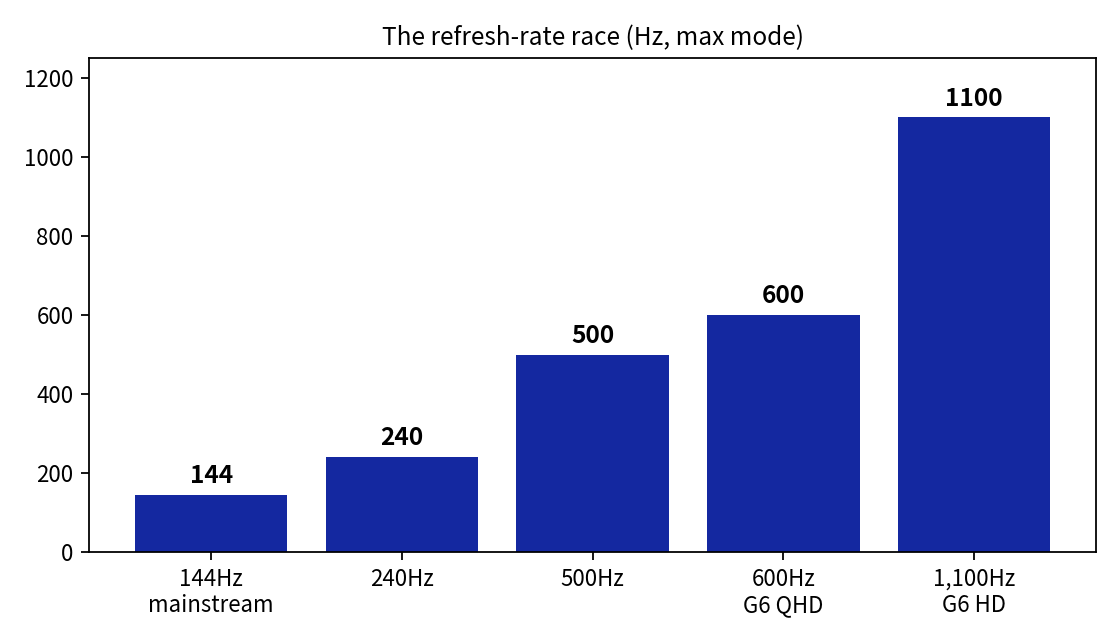 The refresh-rate race (Hz, max mode)
1200
1000
800
600
400
200
0
144
240
500
600
1100
144Hz
mainstream
240Hz
500Hz
600Hz
G6 QHD
1,100Hz
G6 HD